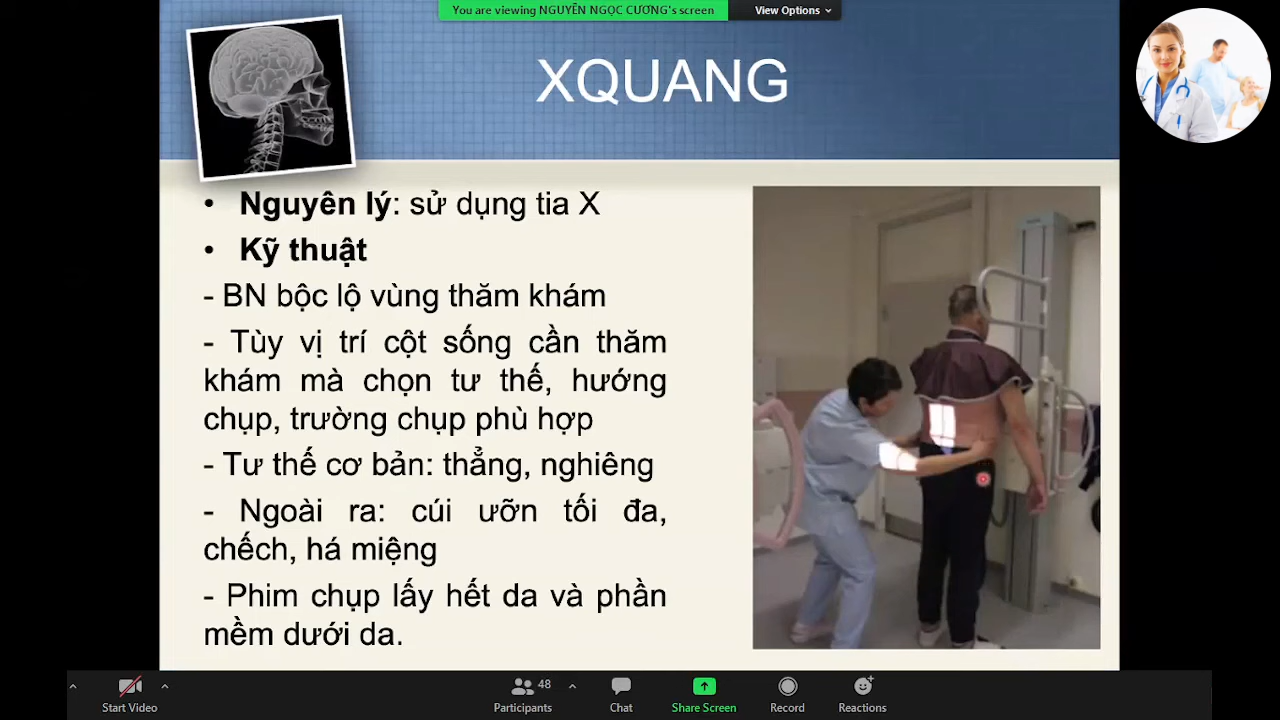 You are viewing NGUYỄN NGỌC CƯƠNG's screen
View Options
XQUANG
• Nguyên lý: sử dụng tia X
• Kỹ thuật
- BN bộc lộ vùng thăm khám
- Tùy vị trí cột sống cần thăm
khám mà chọn tư thế, hướng
chụp, trường chụp phù hợp
- Tư thế cơ bản: thẳng, nghiêng
- Ngoài ra: cúi ưỡn tối đa,
chếch, há miệng
- Phim chụp lấy hết da và phần
mềm dưới da.
Start Video
48
Participants
Chat
Share Screen
Record
Reactions